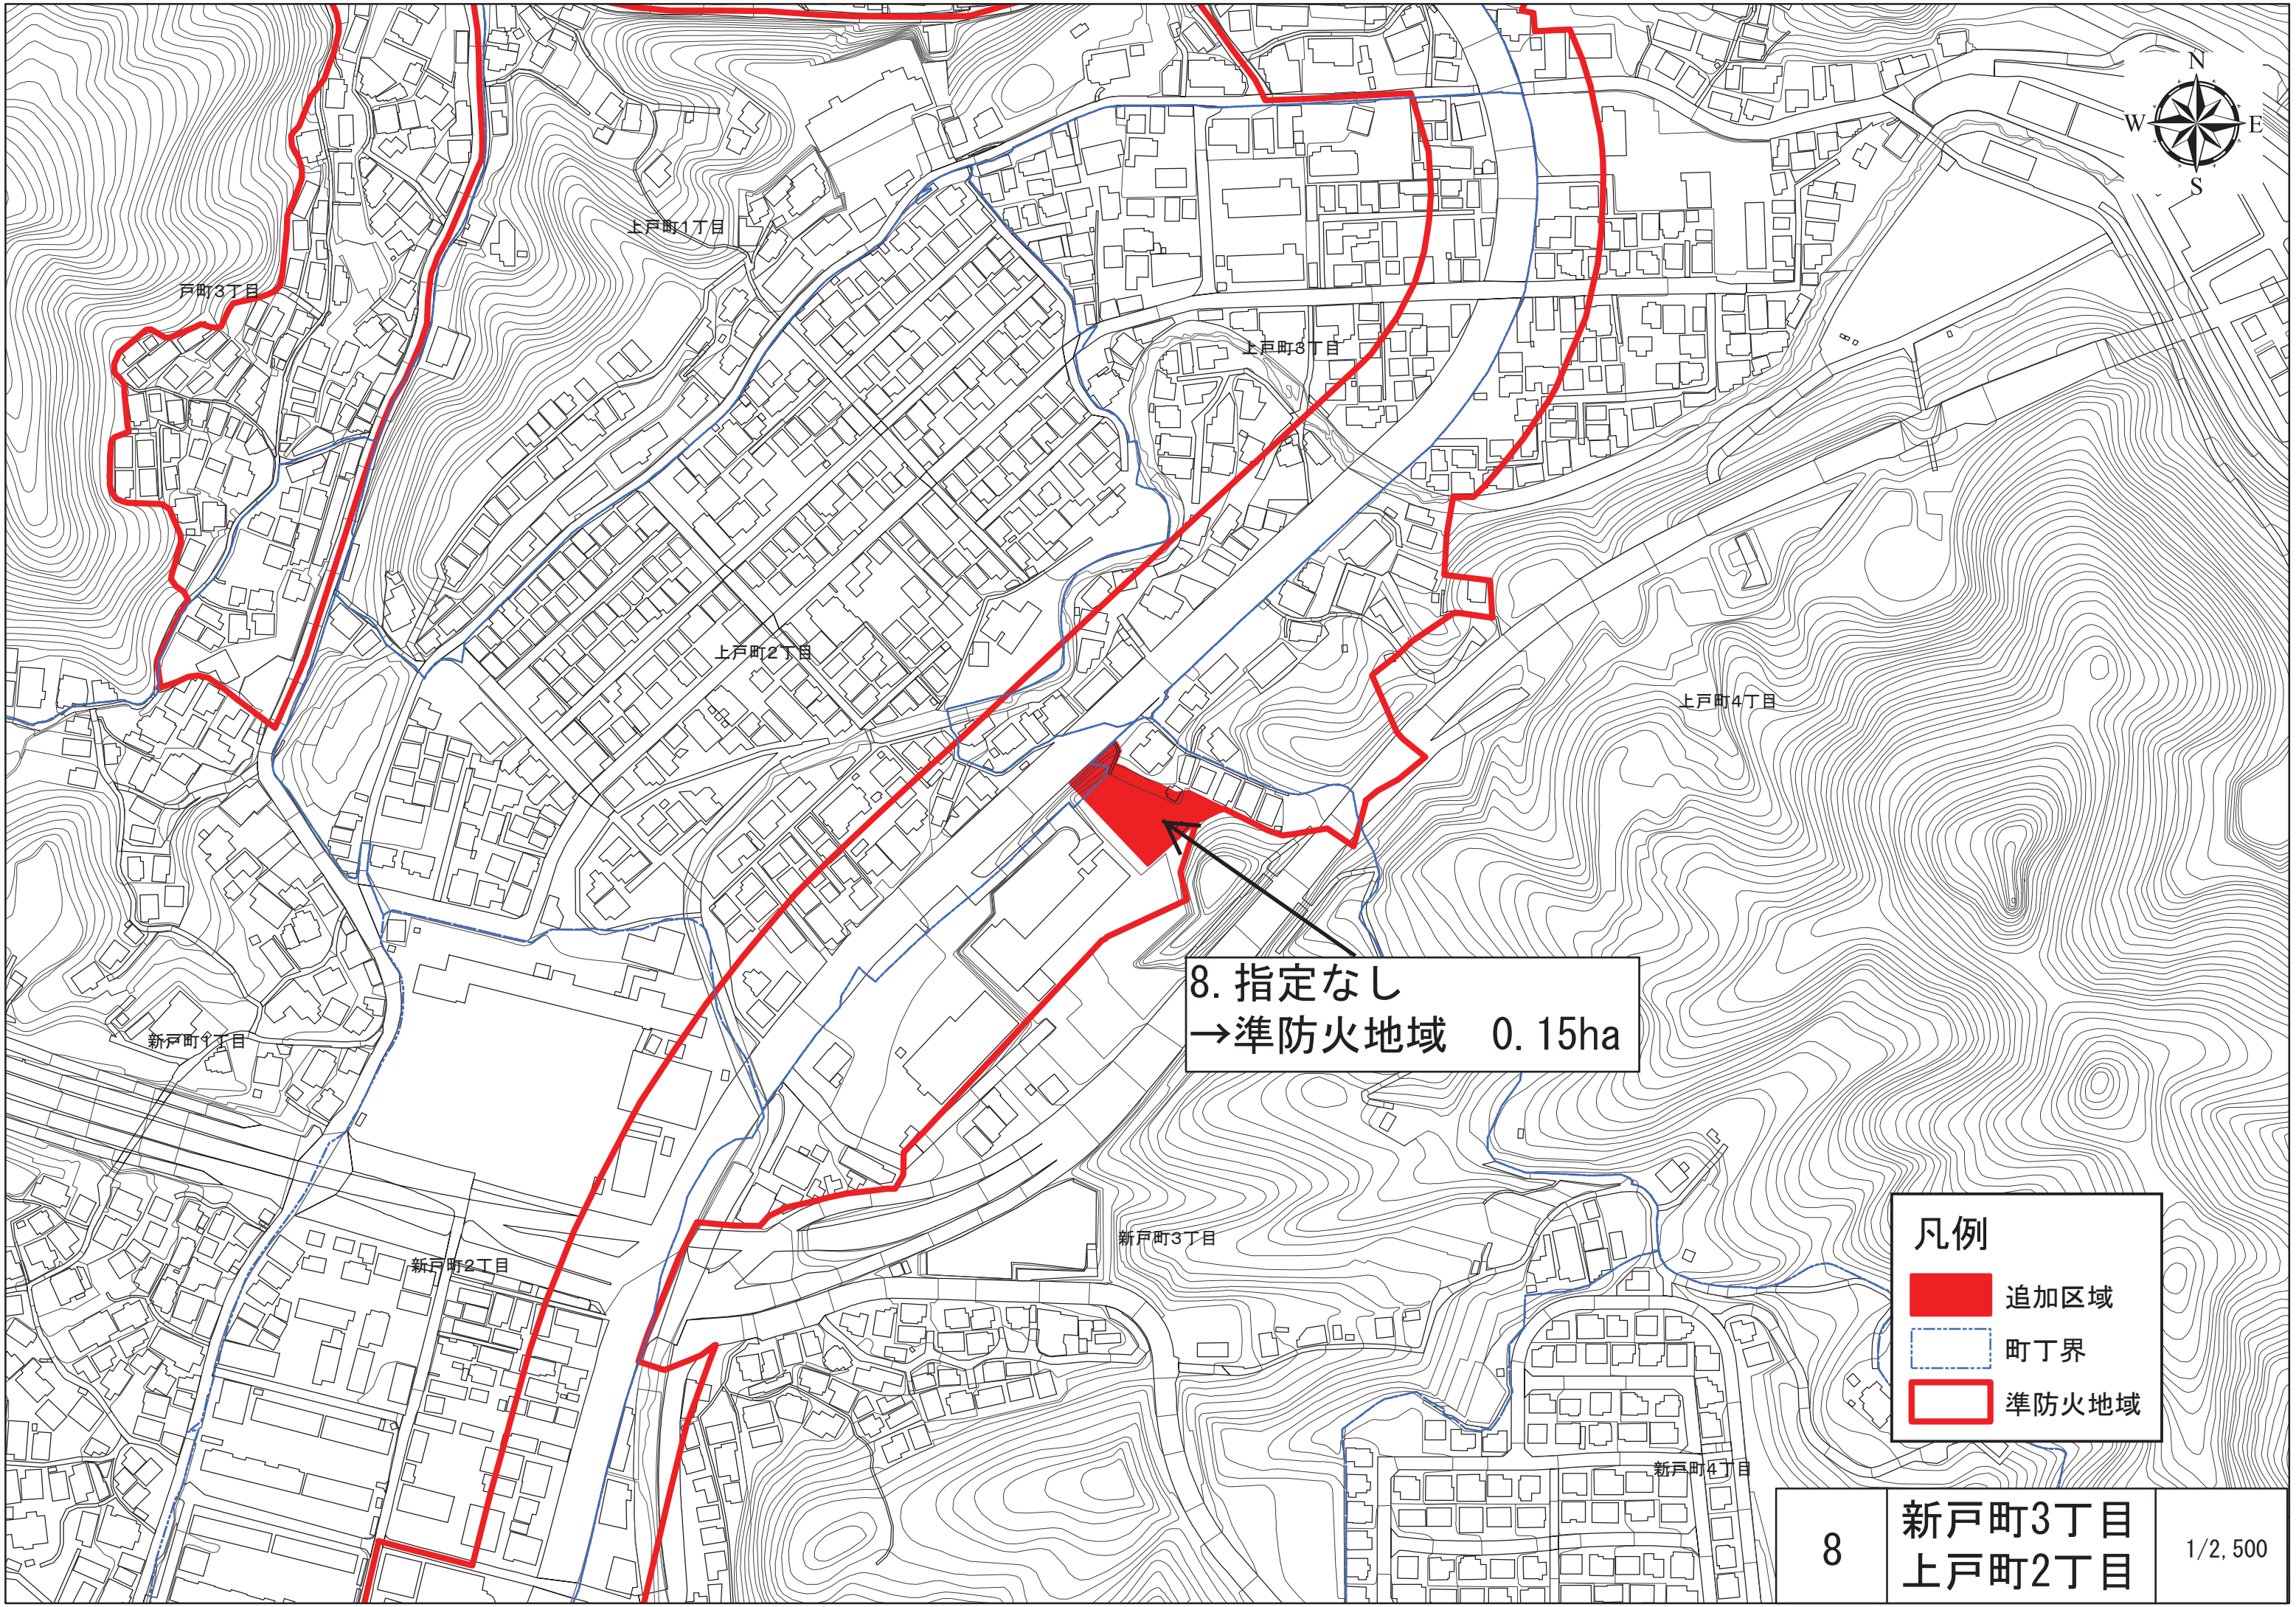 N
W
E
S
上戸町1丁目
戸町3丁目
上戸町3丁目
上戸町2丁目
上戸町4丁目
8. 指定なし
→準防火地域　0.15ha
新戸町1丁目
新戸町3丁目
新戸町2丁目
新戸町4丁目
凡例
追加区域
町丁界
準防火地域
8
新戸町3丁目
上戸町2丁目
1/2,500